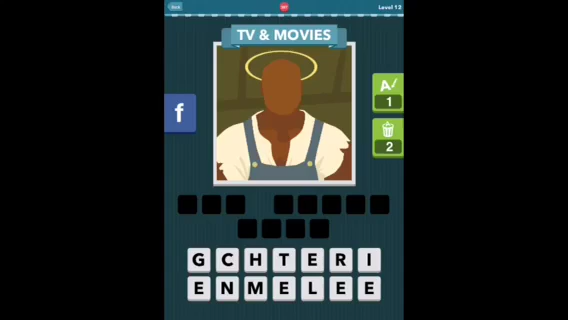 Back
Level 12
TV & MOVIES
f
A
1
2
G C H T E R I
E N M E L E E